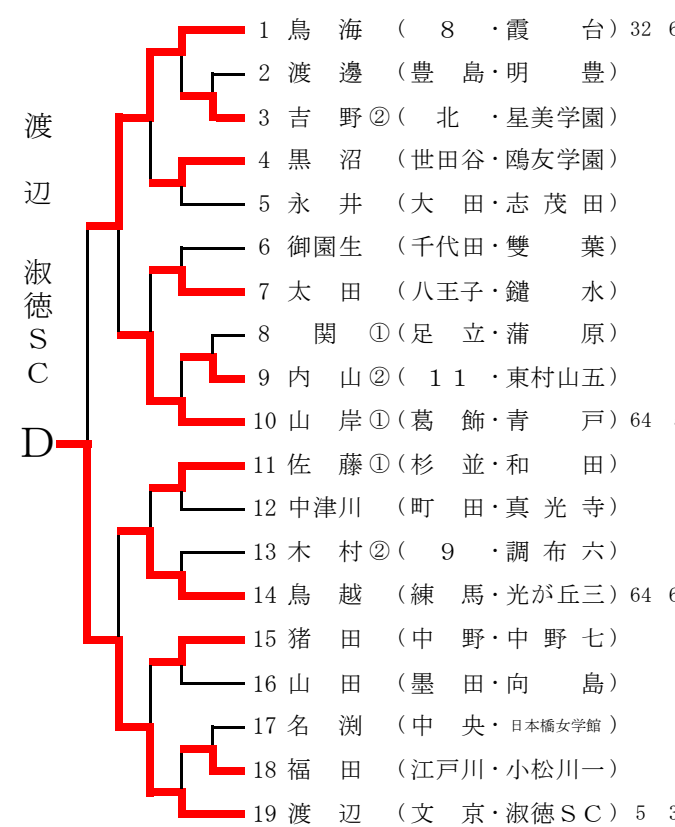 1 鳥 海 ( 8 ・霞 台) 32 6
2 渡 邊 (豊 島・明 豊)
3 吉 野②( 北 ・星美学園)
4 黒 沼 (世田谷・鴎友学園)
5 永 井 (大 田・志 茂 田)
6 御園生 (千代田・雙 葉)
7 太 田 (八王子・鑓 水)
8 関 ①(足 立・蒲 原)
9 内 山②( 11 ・東村山五)
10 山 岸①(葛 飾・青 戸) 64
11 佐 藤①(杉 並・和 田)
12 中津川 (町 田・真 光 寺)
13 木 村②( 9 ・調 布 六)
14 鳥 越 (練 馬・光が丘三) 64 6
15 猪 田 (中 野・中 野 七)
16 山 田 (墨 田・向 島)
17 名 渕 (中 央・日本橋女学館)
18 福 田 (江戸川・小松川一)
19 渡 辺 (文 京・淑徳SC) 5 3
渡 辺 淑徳SC
D